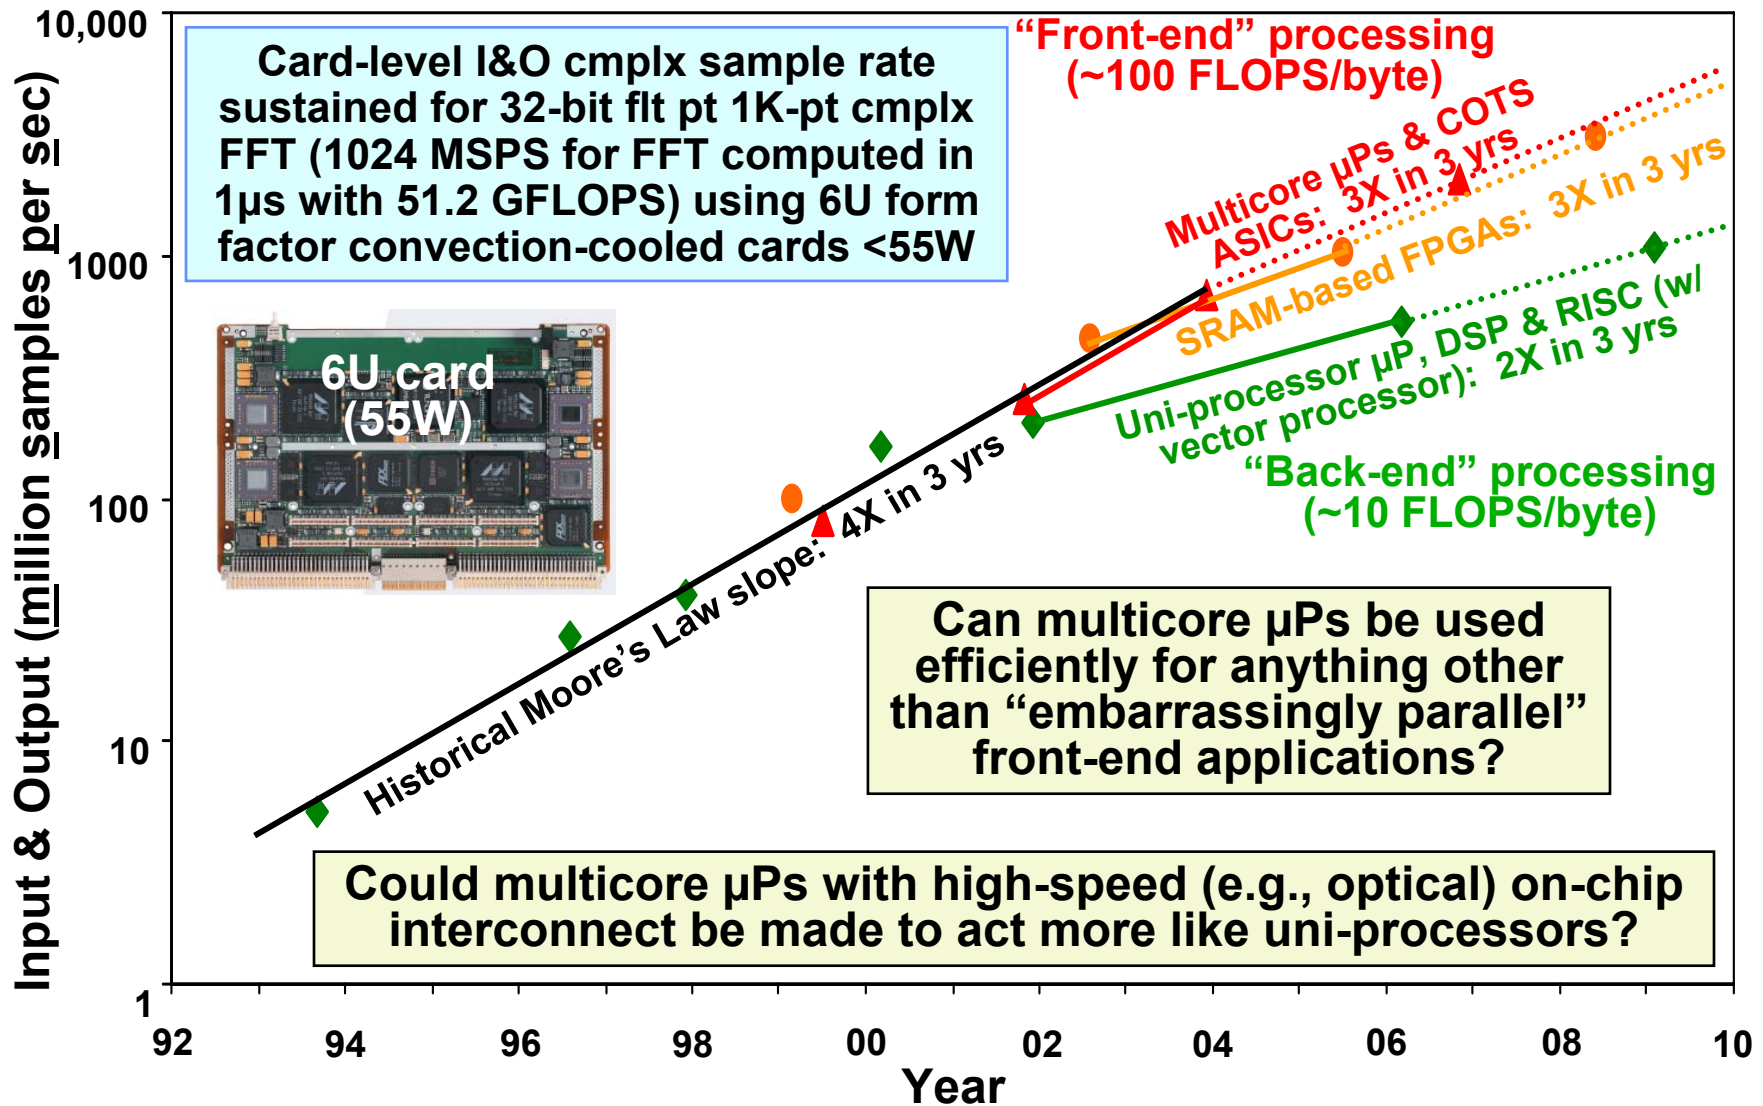 10,000
1000
100
10
1
Input & Output (million samples per sec)
Card-level I&O cmplx sample rate
sustained for 32-bit flt pt 1K-pt cmplx
FFT (1024 MSPS for FFT computed in
1µs with 51.2 GFLOPS) using 6U form
factor convection-cooled cards <55W
“Front-end” processing
(~100 FLOPS/byte)
Multicore µPs & COTS
ASICs: 3X in 3 yrs
SRAM-based FPGAs: 3X in 3 yrs
Uni-processor µP, DSP & RISC (w/
vector processor): 2X in 3 yrs
“Back-end” processing
(~10 FLOPS/byte)
6U card
(55W)
Historical Moore’s Law slope: 4X in 3 yrs
Can multicore µPs be used
efficiently for anything other
than “embarrassingly parallel”
front-end applications?
Could multicore µPs with high-speed (e.g., optical) on-chip
interconnect be made to act more like uni-processors?
92 94 96 98 00 02 04 06 08 10
Year